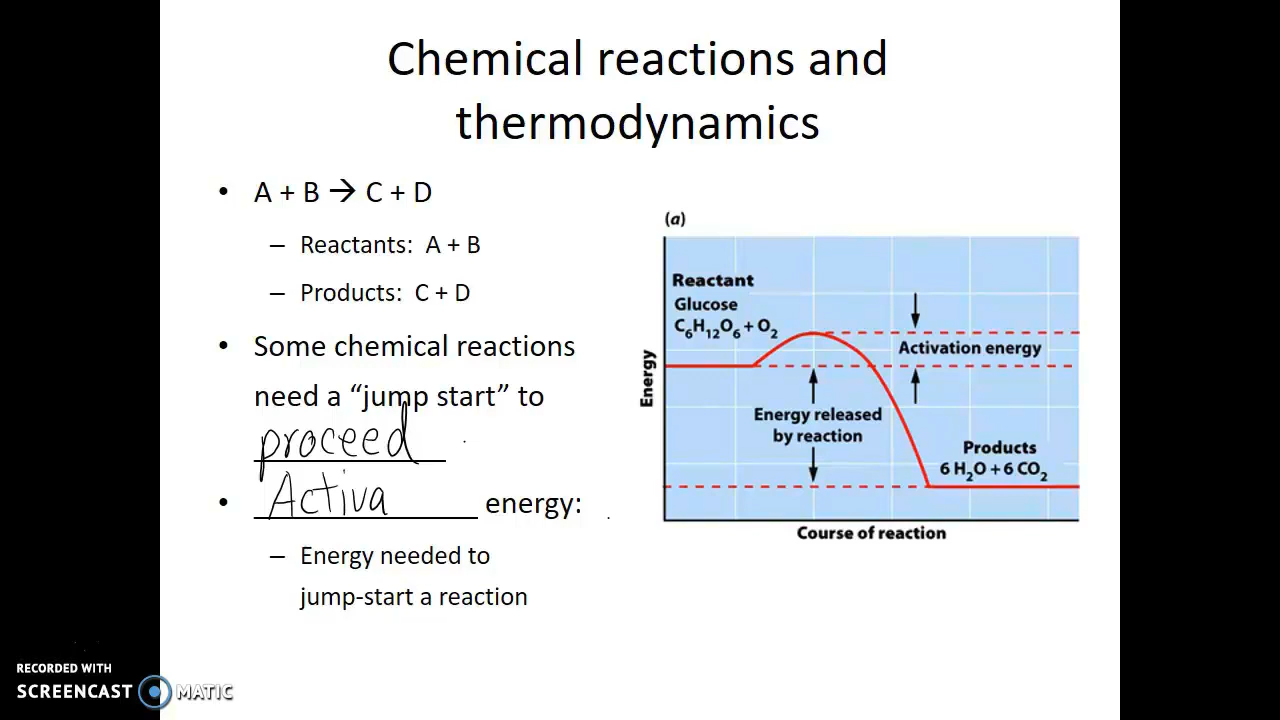 Chemical reactions and
thermodynamics
• A + B → C + D
– Reactants: A + B
– Products: C + D
• Some chemical reactions
need a “jump start” to
proceed
• Activa energy:
– Energy needed to
jump-start a reaction
(a)
Reactant
Glucose
C₆H₁₂O₆ + O₂
Activation energy
Energy released
by reaction
Products
6 H₂O + 6 CO₂
Energy
Course of reaction
RECORDED WITH
SCREENCAST MATIC